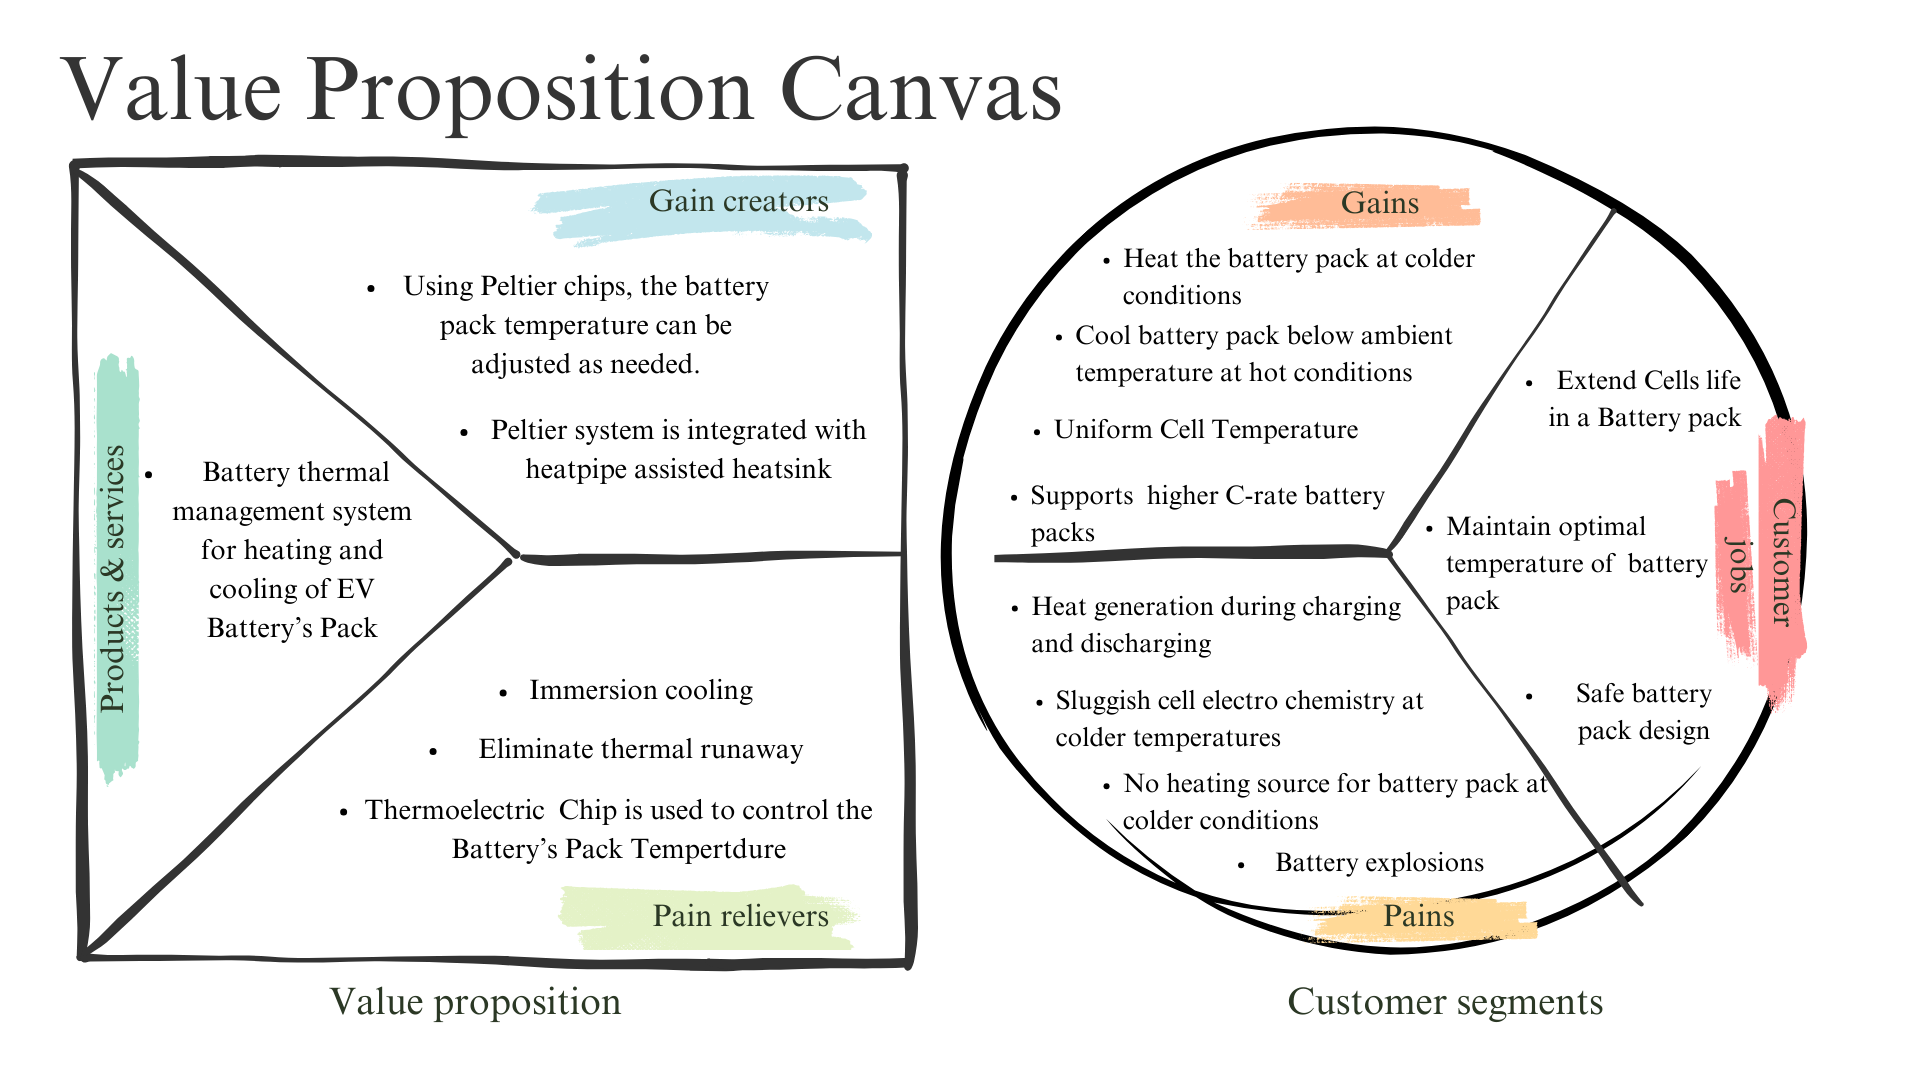 Value Proposition Canvas
Gain creators
• Using Peltier chips, the battery
pack temperature can be
adjusted as needed.
• Peltier system is integrated with
heatpipe assisted heatsink
Products & services
• Battery thermal
management system
for heating and
cooling of EV
Battery’s Pack
• Immersion cooling
• Eliminate thermal runaway
• Thermoelectric Chip is used to control the
Battery’s Pack Tempertdure
Pain relievers
Value proposition
Gains
• Heat the battery pack at colder
conditions
• Cool battery pack below ambient
temperature at hot conditions
• Uniform Cell Temperature
• Supports higher C-rate battery
packs
• Extend Cells life
in a Battery pack
• Maintain optimal
temperature of battery
pack
• Safe battery
pack design
Customer
jobs
• Heat generation during charging
and discharging
• Sluggish cell electro chemistry at
colder temperatures
• No heating source for battery pack at
colder conditions
• Battery explosions
Pains
Customer segments